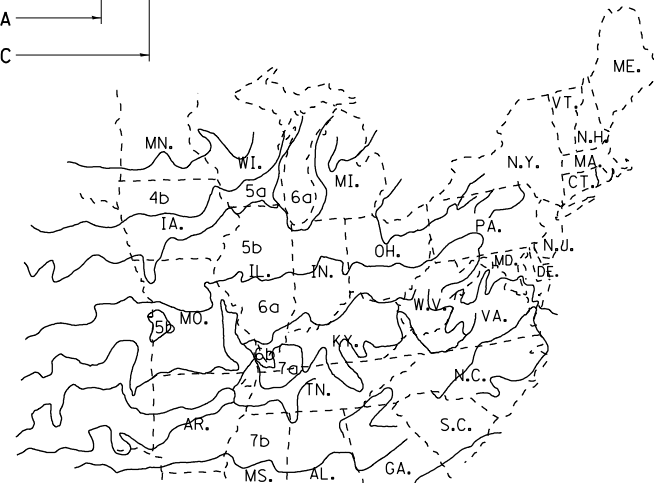 A
C
ME.
VT.
N.H.
MN.
WI.
MI.
N.Y.
MA.
CT.
4b
5a
6a
IA.
PA.
5b
OH.
N.J.
IL.
IN.
MD.
DE.
6a
W.V.
MO.
5b
VA.
KY.
6b
7a
N.C.
TN.
AR.
S.C.
7b
MS.
AL.
GA.